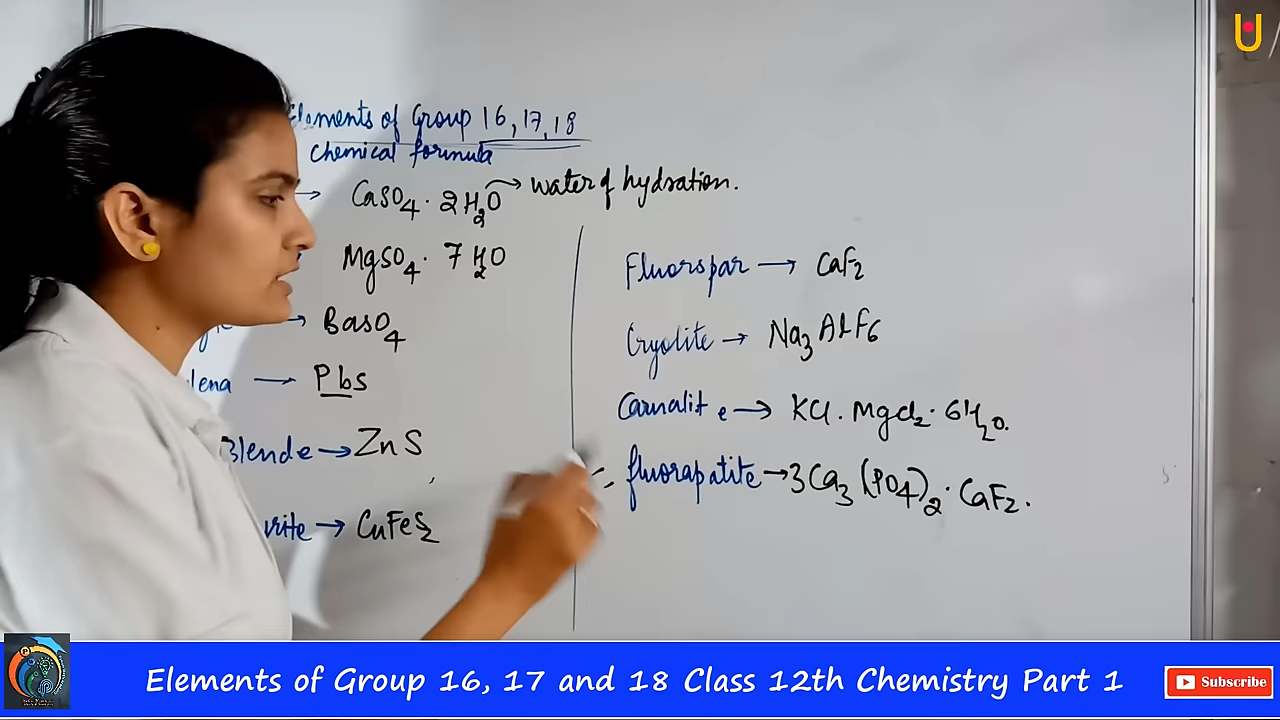 Elements of Group 16, 17, 18
Chemical formula
→ CaSO4 · 2H2O → water of hydration.
MgSO4 · 7H2O
→ BaSO4
lena — Pbs
Blende → ZnS
rite → CuFeS2
Fluorspar → CaF2
Cryolite → Na3AlF6
Carnalite → KCl. MgCl2 · 6H2O.
fluorapatite → 3Ca3(PO4)2 · CaF2.
Elements of Group 16, 17 and 18 Class 12th Chemistry Part 1
Subscribe